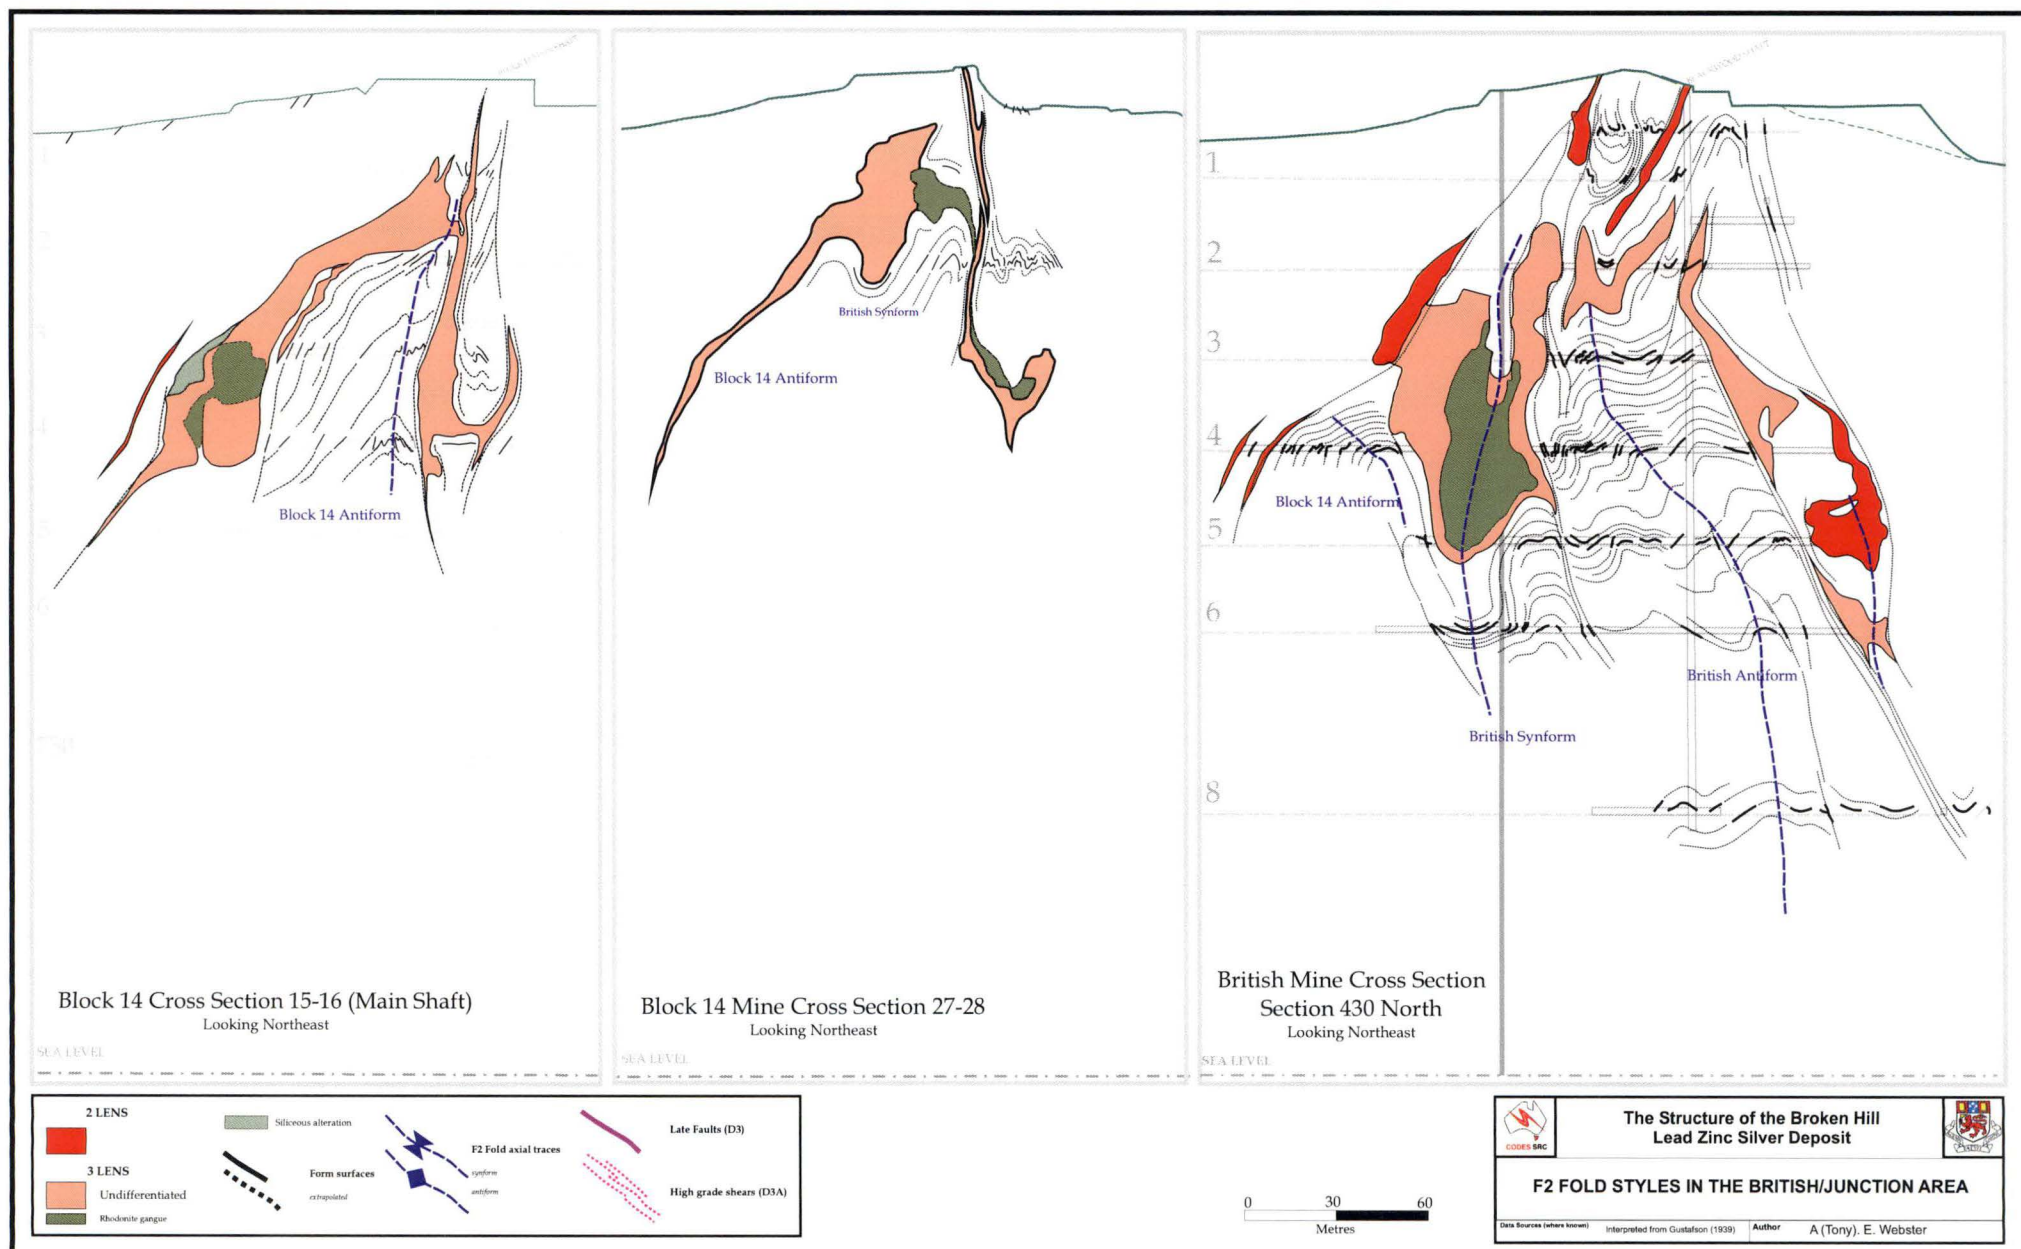 Block 14 Antiform
Block 14 Cross Section 15-16 (Main Shaft)
Looking Northeast
SEA LEVEL
British Synform
Block 14 Antiform
Block 14 Mine Cross Section 27-28
Looking Northeast
SEA LEVEL
1
2
3
4
5
6
8
Block 14 Antiform
British Antiform
British Synform
British Mine Cross Section
Section 430 North
Looking Northeast
SEA LEVEL
2 LENS
3 LENS
Undifferentiated
Rhodonite gangue
Siliceous alteration
Form surfaces
extrapolated
F2 Fold axial traces
synform
antiform
Late Faults (D3)
High grade shears (D3A)
0 30 60
Metres
CODES SRC
The Structure of the Broken Hill
Lead Zinc Silver Deposit
F2 FOLD STYLES IN THE BRITISH/JUNCTION AREA
Data Sources (where known) Interpreted from Gustafson (1939) Author A (Tony). E. Webster